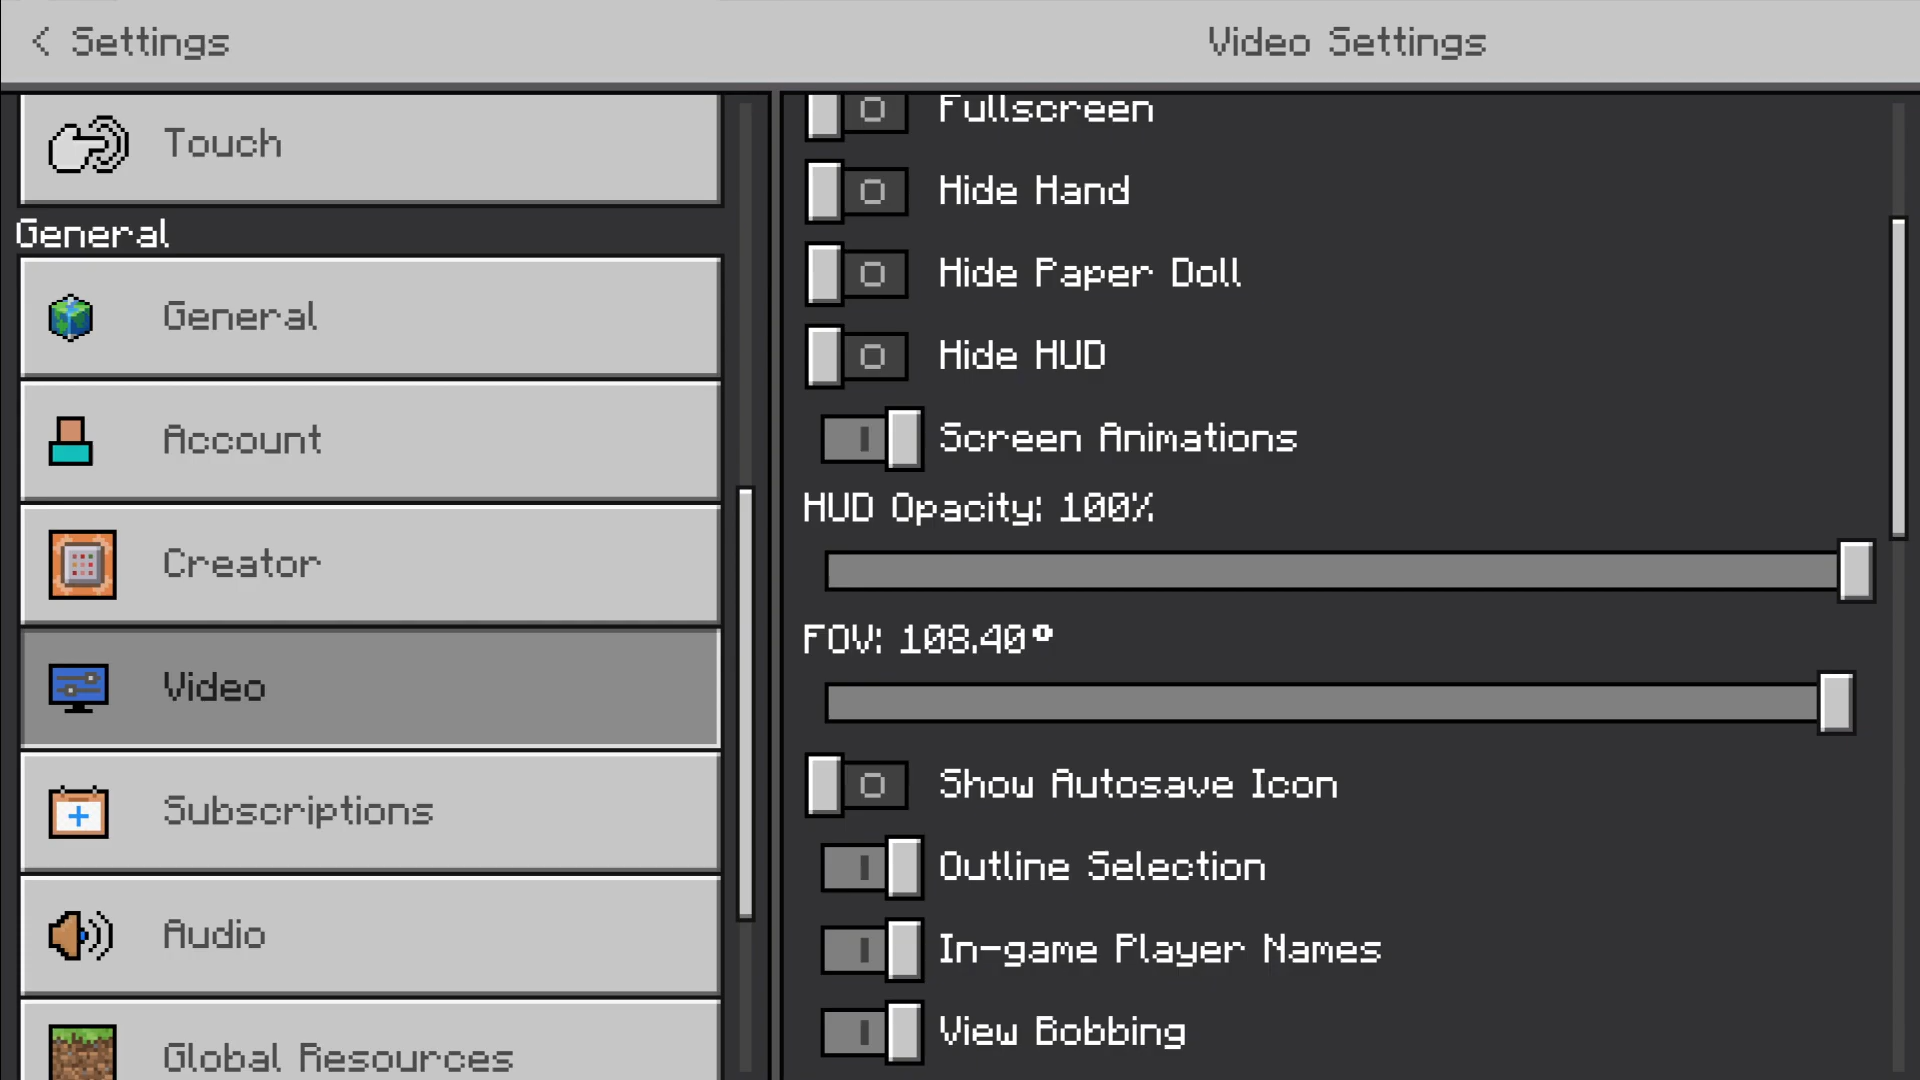 Settings
Video Settings
Touch
General
General
Account
Creator
Video
Subscriptions
Audio
Global Resources
Fullscreen
Hide Hand
Hide Paper Doll
Hide HUD
Screen Animations
HUD Opacity: 100%
FOV: 108.40°
Show Autosave Icon
Outline Selection
In-game Player Names
View Bobbing